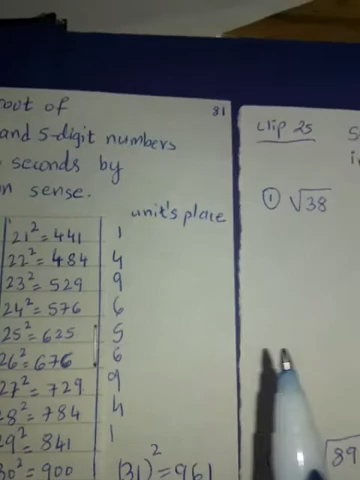 root of
31
and 5-digit numbers
seconds by
sense.
unit's place
21²=441 1
22²=484 4
23²=529 9
24²=576 6
25²=625 5
26²=676 6
27²=729 9
28²=784 4
29²=841 1
30²=900 (31)²=961
Clip 25
① √38
√89